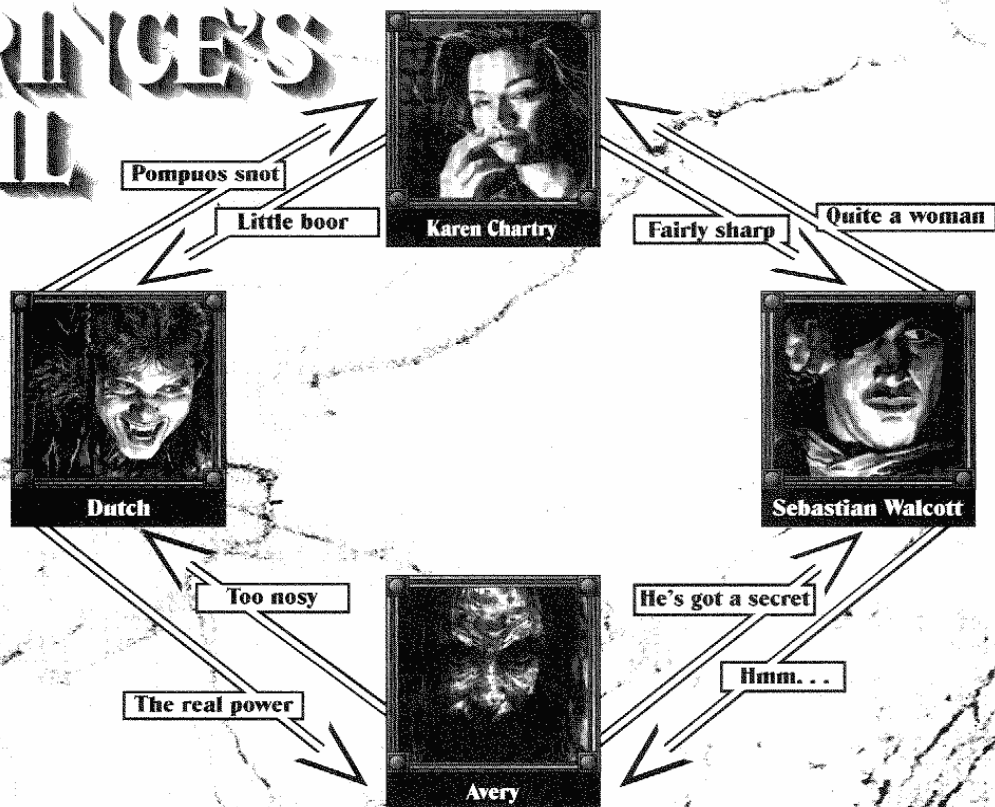 RINCE'S
IL
Pompuos snot
Little boor
Karen Chartry
Fairly sharp
Quite a woman
Dutch
Sebastian Walcott
Too nosy
He's got a secret
The real power
Hmm. . .
Avery